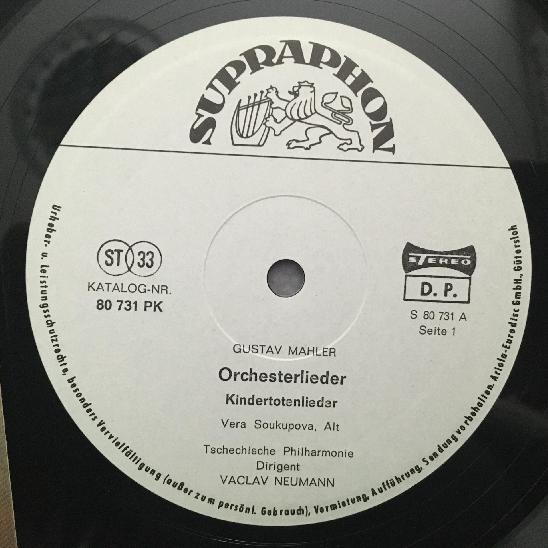 SUPRAPHON
ST 33
KATALOG-NR.
80 731 PK
STEREO
D. P.
S 80 731 A
Seite 1
GUSTAV MAHLER
Orchesterlieder
Kindertotenlieder
Vera Soukupova, Alt
Tschechische Philharmonie
Dirigent
VACLAV NEUMANN
Urheber- u. Leistungsschutzrechte, besonders Vervielfältigung (außer zum persönl. Gebrauch), Vermietung, Aufführung, Sendung vorbehalten. Ariola-Eurodisc GmbH., Gütersloh